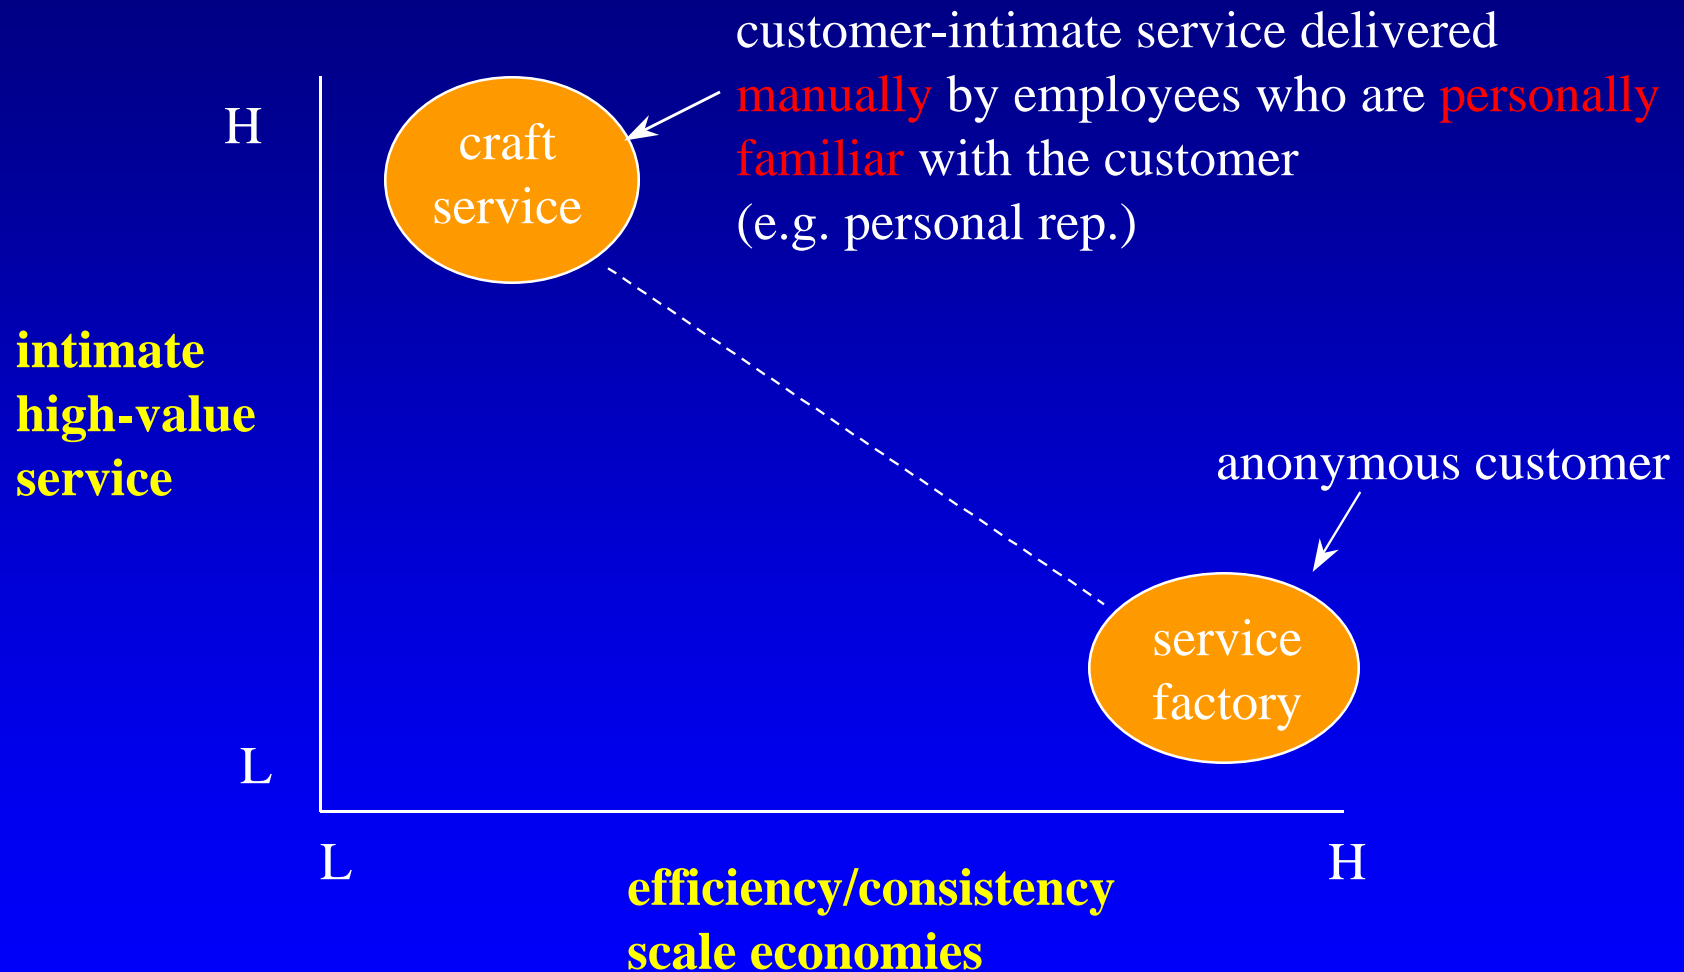 customer-intimate service delivered
manually by employees who are personally
familiar with the customer
(e.g. personal rep.)
H
craft
service
intimate
high-value
service
anonymous customer
service
factory
L
L
H
efficiency/consistency
scale economies